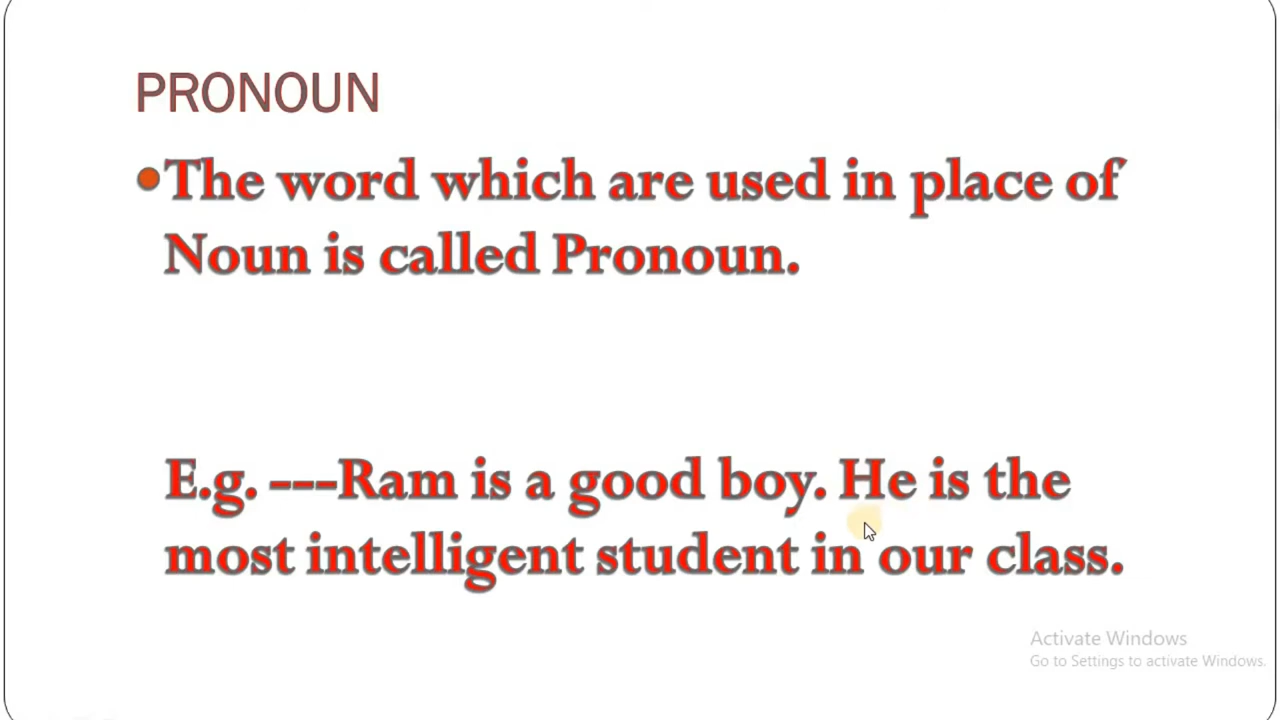 PRONOUN
•The word which are used in place of
Noun is called Pronoun.
E.g. ---Ram is a good boy. He is the
most intelligent student in our class.
Activate Windows
Go to Settings to activate Windows.